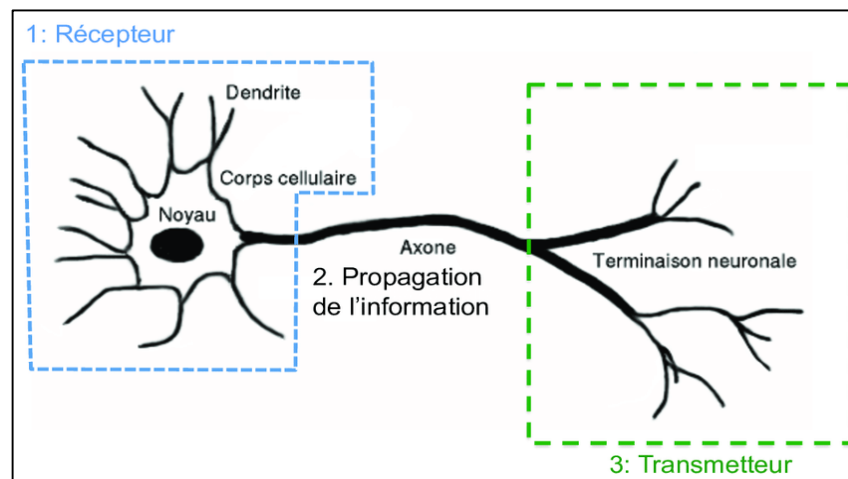 1: Récepteur
Dendrite
Corps cellulaire
Noyau
Axone
2. Propagation
de l'information
Terminaison neuronale
3: Transmetteur